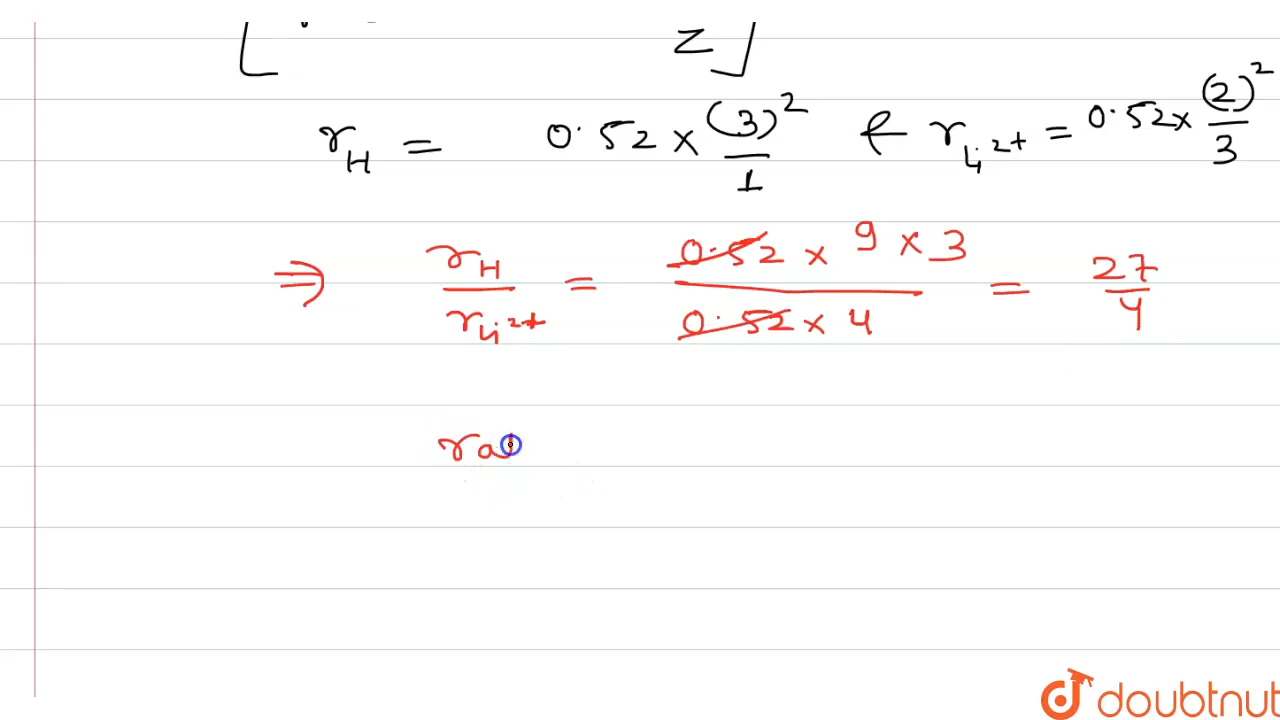 [ Z ]
r_H = 0.52 × (3)²/1 & r_Li²⁺ = 0.52 × (2)²/3
⇒ r_H / r_Li²⁺ = 0.52 × 9 × 3 / 0.52 × 4 = 27/4
rat
doubtnut